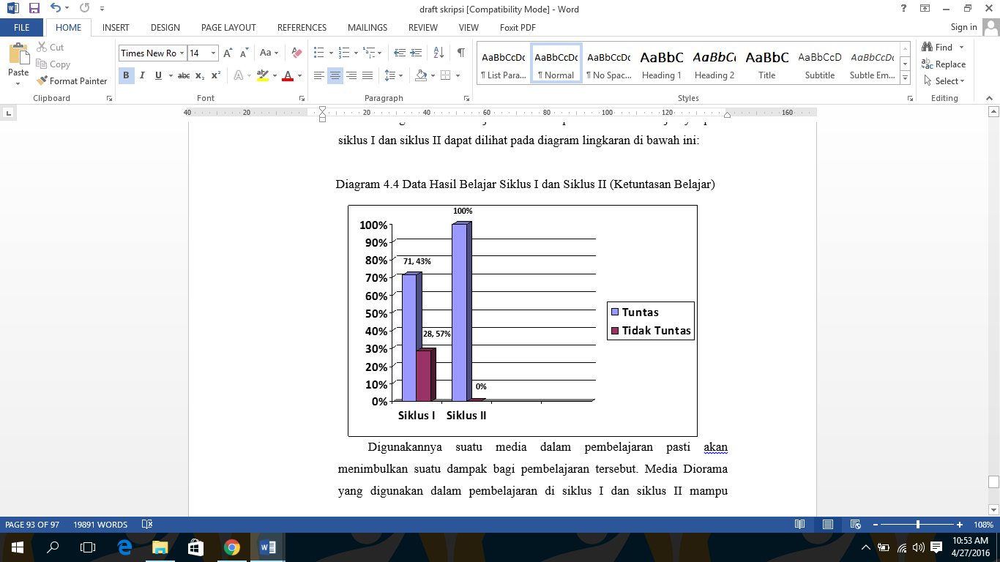 draft skripsi [Compatibility Mode] - Word
FILE HOME INSERT DESIGN PAGE LAYOUT REFERENCES MAILINGS REVIEW VIEW Foxit PDF Sign in
Paste
Cut
Copy
Format Painter
Clipboard
Times New Ro 14
Font
Paragraph
AaBbCcDc AaBbCcDc AaBbCcDc AaBbC AaBbCc AaBbC AaBbCcD AaBbCcDc
¶ List Para... ¶ Normal ¶ No Spac... Heading 1 Heading 2 Title Subtitle Subtle Em...
Styles
Find
Replace
Select
Editing
40 20 20 40 60 80 100 120 160
siklus I dan siklus II dapat dilihat pada diagram lingkaran di bawah ini:
Diagram 4.4 Data Hasil Belajar Siklus I dan Siklus II (Ketuntasan Belajar)
100%
90%
80%
70%
60%
50%
40%
30%
20%
10%
0%
71, 43%
28, 57%
100%
0%
Siklus I Siklus II
Tuntas
Tidak Tuntas
Digunakannya suatu media dalam pembelajaran pasti akan
menimbulkan suatu dampak bagi pembelajaran tersebut. Media Diorama
yang digunakan dalam pembelajaran di siklus I dan siklus II mampu
PAGE 93 OF 97 19891 WORDS 108%
10:53 AM
4/27/2016